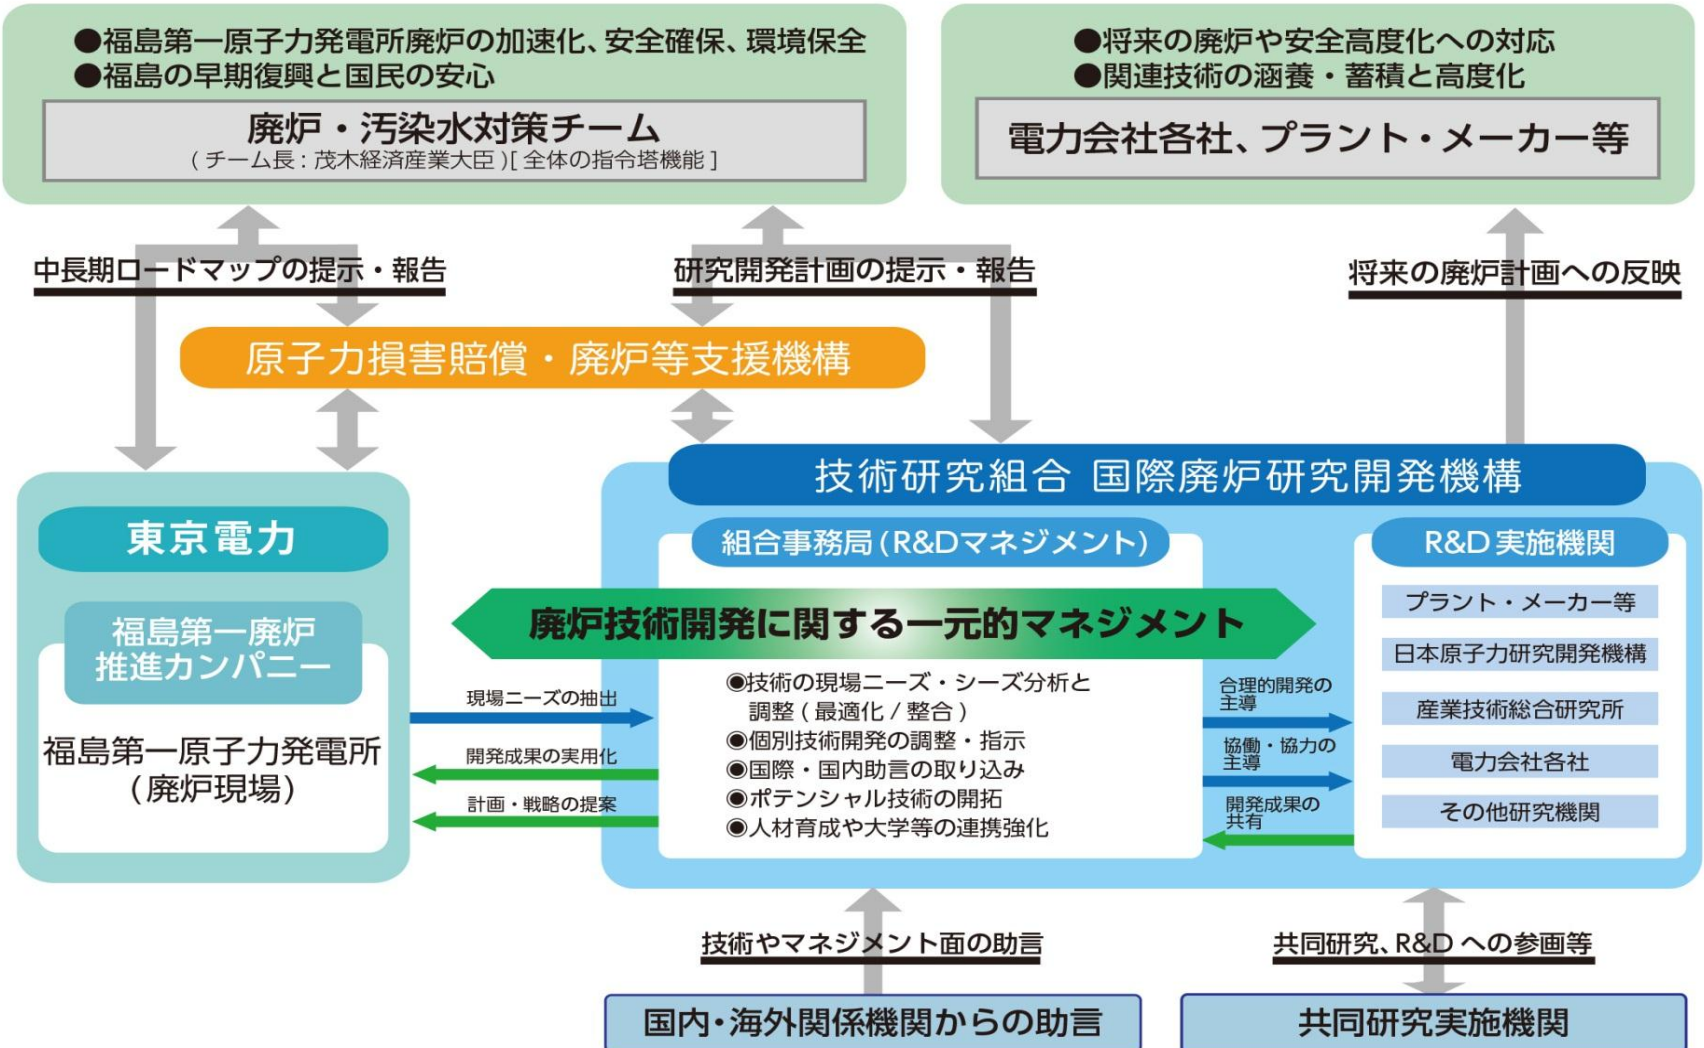 ●福島第一原子力発電所廃炉の加速化、安全確保、環境保全
●福島の早期復興と国民の安心
廃炉・汚染水対策チーム
(チーム長:茂木経済産業大臣)[全体の指令塔機能]
●将来の廃炉や安全高度化への対応
●関連技術の涵養・蓄積と高度化
電力会社各社、プラント・メーカー等
中長期ロードマップの提示・報告
研究開発計画の提示・報告
将来の廃炉計画への反映
原子力損害賠償・廃炉等支援機構
東京電力
福島第一廃炉
推進カンパニー
福島第一原子力発電所
(廃炉現場)
技術研究組合 国際廃炉研究開発機構
組合事務局(R&Dマネジメント)
R&D実施機関
廃炉技術開発に関する一元的マネジメント
現場ニーズの抽出
開発成果の実用化
計画・戦略の提案
◉技術の現場ニーズ・シーズ分析と
調整(最適化/整合)
◉個別技術開発の調整・指示
◉国際・国内助言の取り込み
◉ポテンシャル技術の開拓
◉人材育成や大学等の連携強化
合理的開発の
主導
協働・協力の
主導
開発成果の
共有
プラント・メーカー等
日本原子力研究開発機構
産業技術総合研究所
電力会社各社
その他研究機関
技術やマネジメント面の助言
共同研究、R&Dへの参画等
国内・海外関係機関からの助言
共同研究実施機関